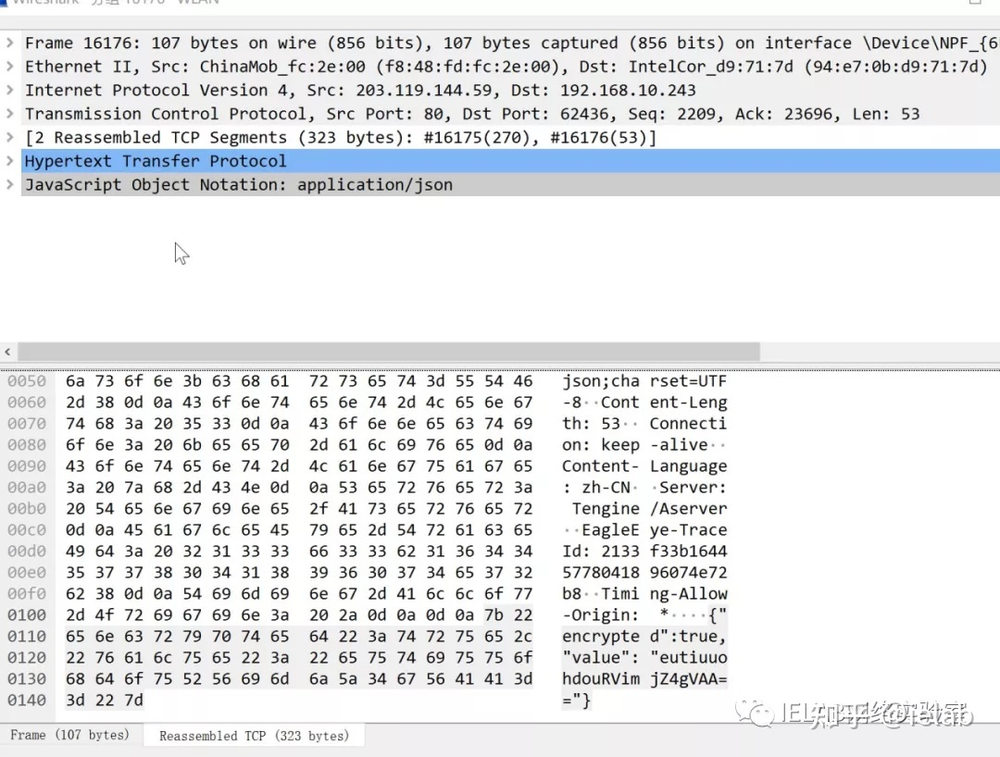 Wireshark · 分组 16176 · WLAN
Frame 16176: 107 bytes on wire (856 bits), 107 bytes captured (856 bits) on interface \Device\NPF_{6
Ethernet II, Src: ChinaMob_fc:2e:00 (f8:48:fd:fc:2e:00), Dst: IntelCor_d9:71:7d (94:e7:0b:d9:71:7d)
Internet Protocol Version 4, Src: 203.119.144.59, Dst: 192.168.10.243
Transmission Control Protocol, Src Port: 80, Dst Port: 62436, Seq: 2209, Ack: 23696, Len: 53
[2 Reassembled TCP Segments (323 bytes): #16175(270), #16176(53)]
Hypertext Transfer Protocol
JavaScript Object Notation: application/json
0050 6a 73 6f 6e 3b 63 68 61 72 73 65 74 3d 55 54 46 json;cha rset=UTF
0060 2d 38 0d 0a 43 6f 6e 74 65 6e 74 2d 4c 65 6e 67 -8··Cont ent-Leng
0070 74 68 3a 20 35 33 0d 0a 43 6f 6e 6e 65 63 74 69 th: 53·· Connecti
0080 6f 6e 3a 20 6b 65 65 70 2d 61 6c 69 76 65 0d 0a on: keep -alive··
0090 43 6f 6e 74 65 6e 74 2d 4c 61 6e 67 75 61 67 65 Content- Language
00a0 3a 20 7a 68 2d 43 4e 0d 0a 53 65 72 76 65 72 3a : zh-CN· ·Server:
00b0 20 54 65 6e 67 69 6e 65 2f 41 73 65 72 76 65 72 Tengine /Aserver
00c0 0d 0a 45 61 67 6c 65 45 79 65 2d 54 72 61 63 65 ··EagleE ye-Trace
00d0 49 64 3a 20 32 31 33 33 66 33 33 62 31 36 34 34 Id: 2133 f33b1644
00e0 35 37 37 38 30 34 31 38 39 36 30 37 34 65 37 32 57780418 96074e72
00f0 62 38 0d 0a 54 69 6d 69 6e 67 2d 41 6c 6c 6f 77 b8··Timi ng-Allow
0100 2d 4f 72 69 67 69 6e 3a 20 2a 0d 0a 0d 0a 7b 22 -Origin: *····{"
0110 65 6e 63 72 79 70 74 65 64 22 3a 74 72 75 65 2c encrypte d":true,
0120 22 76 61 6c 75 65 22 3a 22 65 75 74 69 75 75 6f "value": "eutiuuo
0130 68 64 6f 75 52 56 69 6d 6a 5a 34 67 56 41 41 3d hdouRVim jZ4gVAA=
0140 3d 22 7d ="}
知乎 @ielab
Frame (107 bytes) Reassembled TCP (323 bytes)